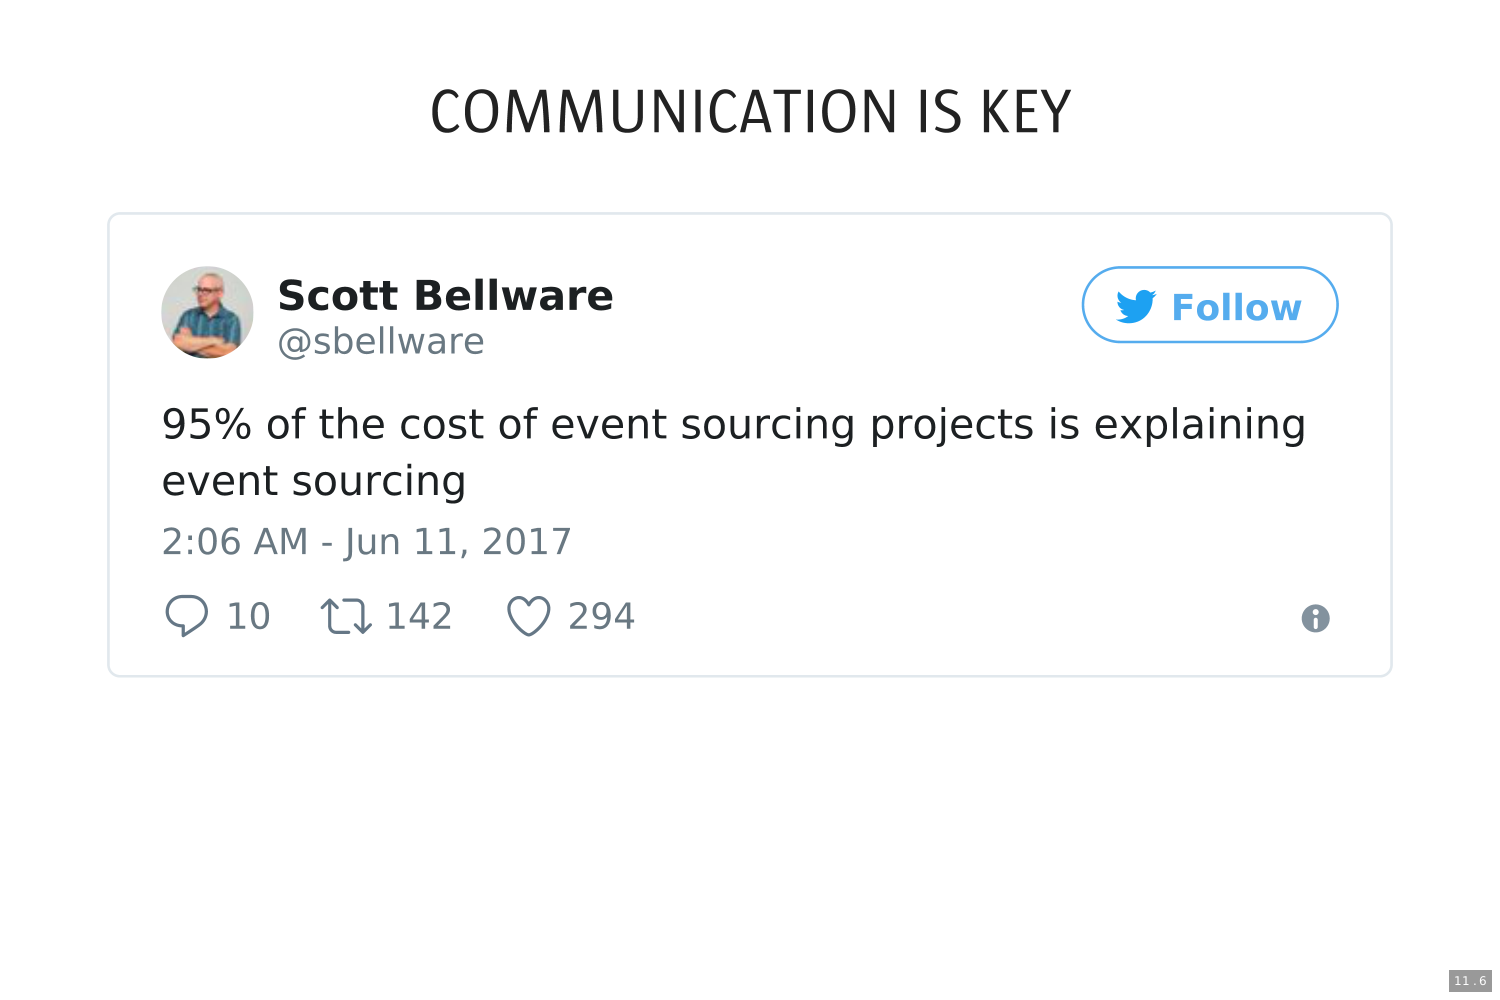 COMMUNICATION IS KEY
Scott Bellware
@sbellware
Follow
95% of the cost of event sourcing projects is explaining
event sourcing
2:06 AM - Jun 11, 2017
10 142 294
11.6